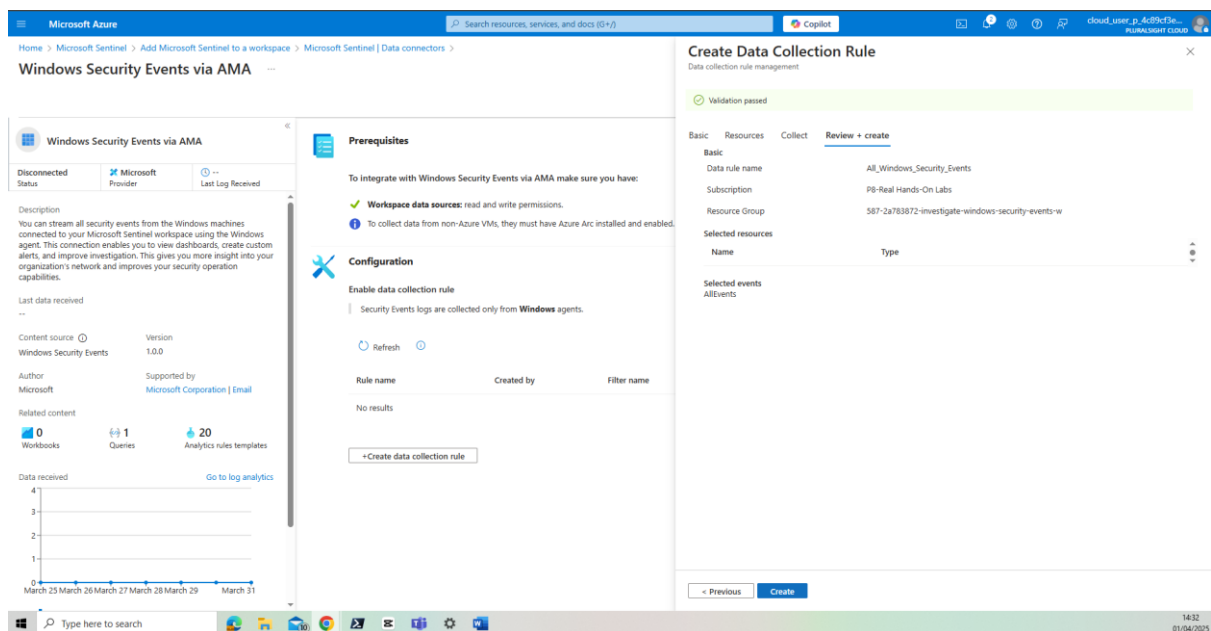 Microsoft Azure
Search resources, services, and docs (G+/)
Copilot
2
cloud_user_p_4c89cf3e...
PLURALSIGHT CLOUD
Home > Microsoft Sentinel > Add Microsoft Sentinel to a workspace > Microsoft Sentinel | Data connectors >
Windows Security Events via AMA ...
Windows Security Events via AMA
Disconnected
Status
Microsoft
Provider
--
Last Log Received
Description
You can stream all security events from the Windows machines
connected to your Microsoft Sentinel workspace using the Windows
agent. This connection enables you to view dashboards, create custom
alerts, and improve investigation. This gives you more insight into your
organization's network and improves your security operation
capabilities.
Last data received
--
Content source
Windows Security Events
Version
1.0.0
Author
Microsoft
Supported by
Microsoft Corporation | Email
Related content
0
Workbooks
1
Queries
20
Analytics rules templates
Data received
Go to log analytics
4
3
2
1
0
March 25 March 26 March 27 March 28 March 29 March 31
Prerequisites
To integrate with Windows Security Events via AMA make sure you have:
Workspace data sources: read and write permissions.
To collect data from non-Azure VMs, they must have Azure Arc installed and enabled.
Configuration
Enable data collection rule
Security Events logs are collected only from Windows agents.
Refresh
Rule name Created by Filter name
No results
+Create data collection rule
Create Data Collection Rule
Data collection rule management
Validation passed
Basic Resources Collect Review + create
Basic
Data rule name All_Windows_Security_Events
Subscription P8-Real Hands-On Labs
Resource Group 587-2a783872-investigate-windows-security-events-w
Selected resources
Name Type
Selected events
AllEvents
< Previous Create
Type here to search
14:32
01/04/2025